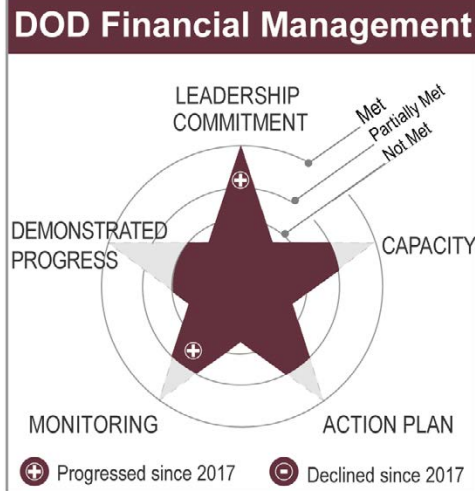 DOD Financial Management
LEADERSHIP
COMMITMENT
Met
Partially Met
Not Met
DEMONSTRATED
PROGRESS
CAPACITY
MONITORING
ACTION PLAN
Progressed since 2017
Declined since 2017